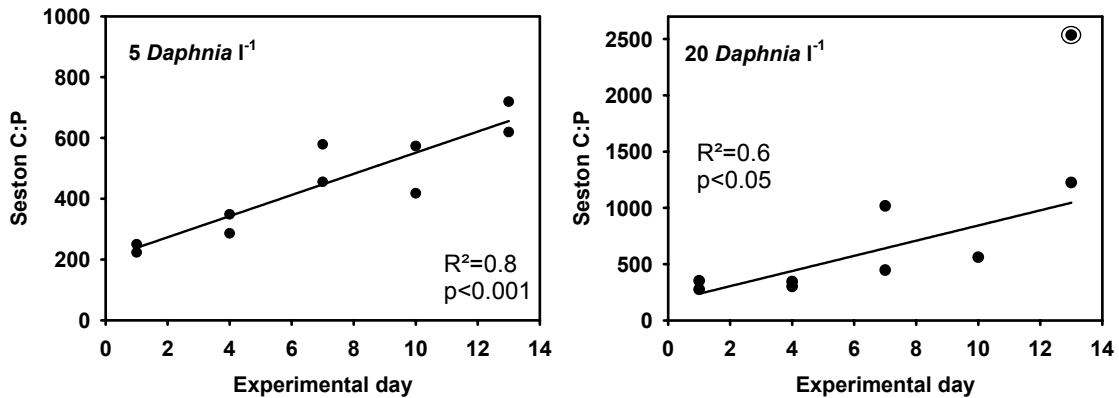 1000
800
600
400
200
0
Seston C:P
5 Daphnia l⁻¹
R²=0.8
p<0.001
0 2 4 6 8 10 12 14
Experimental day
2500
2000
1500
1000
500
0
Seston C:P
20 Daphnia l⁻¹
R²=0.6
p<0.05
0 2 4 6 8 10 12 14
Experimental day